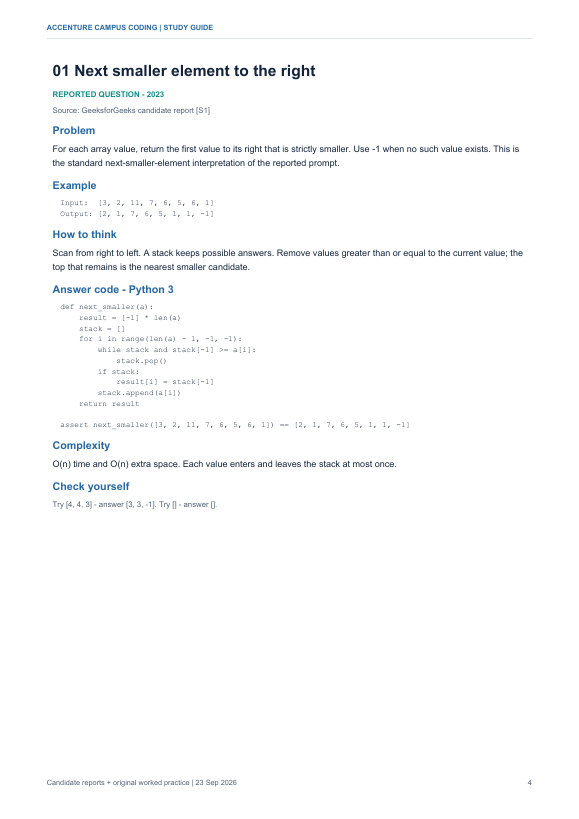 ACCENTURE CAMPUS CODING | STUDY GUIDE
01 Next smaller element to the right
REPORTED QUESTION - 2023
Source: GeeksforGeeks candidate report [S1]
Problem
For each array value, return the first value to its right that is strictly smaller. Use -1 when no such value exists. This is
the standard next-smaller-element interpretation of the reported prompt.
Example
Input:  [3, 2, 11, 7, 6, 5, 6, 1]
Output: [2, 1, 7, 6, 5, 1, 1, -1]
How to think
Scan from right to left. A stack keeps possible answers. Remove values greater than or equal to the current value; the
top that remains is the nearest smaller candidate.
Answer code - Python 3
def next_smaller(a):
    result = [-1] * len(a)
    stack = []
    for i in range(len(a) - 1, -1, -1):
        while stack and stack[-1] >= a[i]:
            stack.pop()
        if stack:
            result[i] = stack[-1]
        stack.append(a[i])
    return result
assert next_smaller([3, 2, 11, 7, 6, 5, 6, 1]) == [2, 1, 7, 6, 5, 1, 1, -1]
Complexity
O(n) time and O(n) extra space. Each value enters and leaves the stack at most once.
Check yourself
Try [4, 4, 3] - answer [3, 3, -1]. Try [] - answer [].
Candidate reports + original worked practice | 23 Sep 2026
4